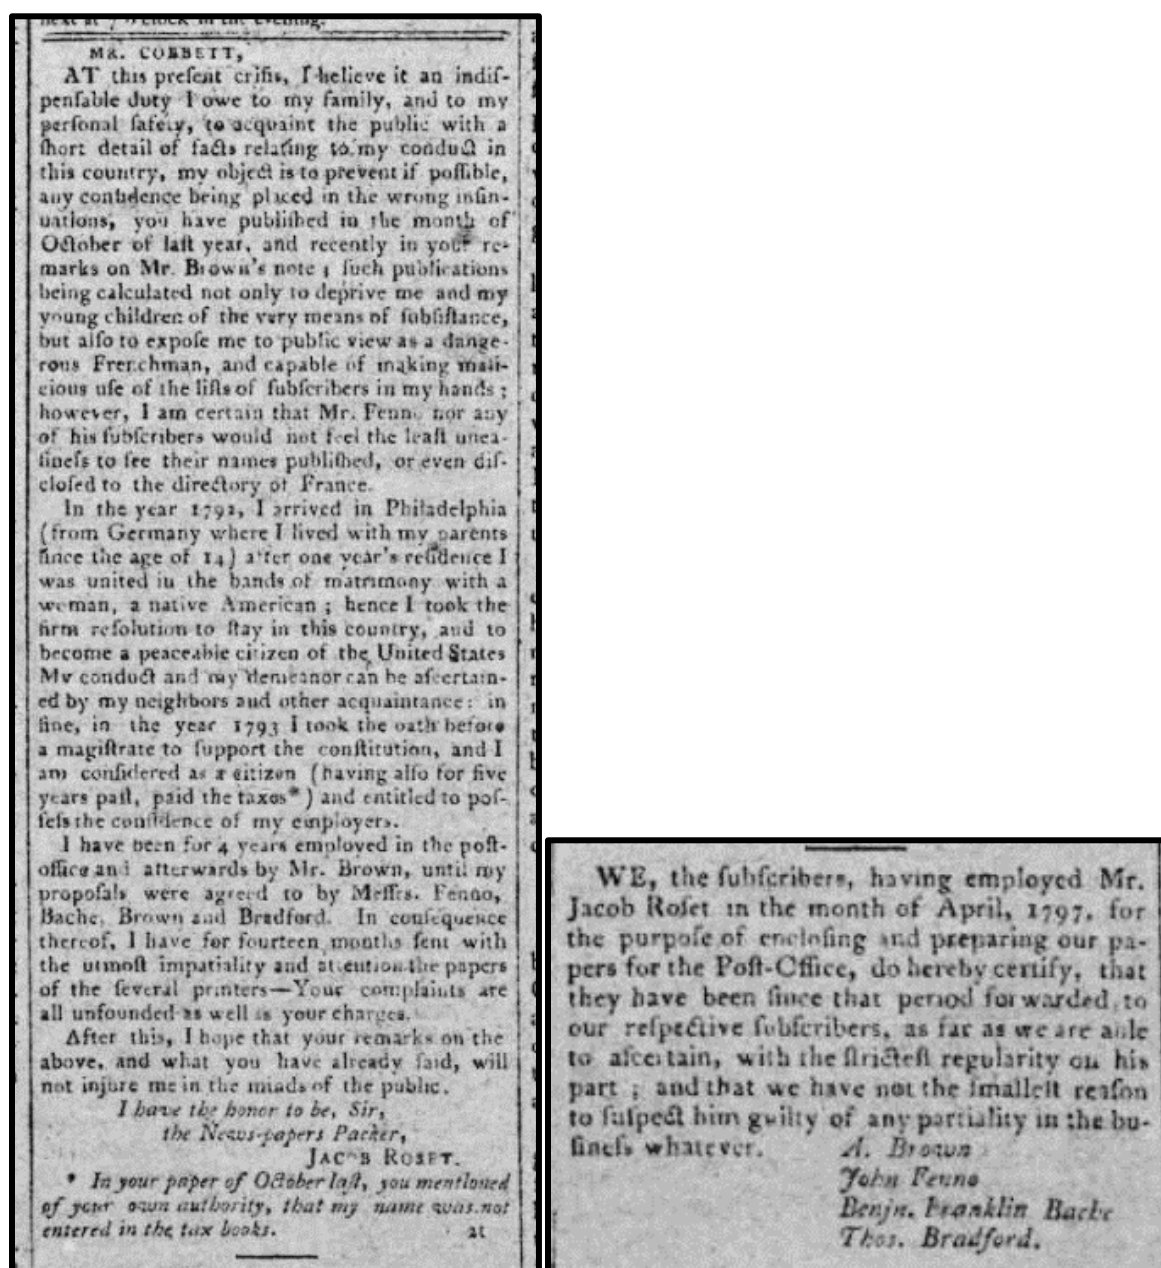 next at 7 o'clock in the evening.
MR. COBBETT,
AT this preſent criſis, I believe it an indiſ-
penſable duty I owe to my family, and to my
perſonal ſafety, to acquaint the public with a
ſhort detail of facts relating to my conduct in
this country, my object is to prevent if poſſible,
any confidence being placed in the wrong inſin-
uations, you have publiſhed in the month of
October of laſt year, and recently in your re-
marks on Mr. Brown's note; ſuch publications
being calculated not only to deprive me and my
young children of the very means of ſubſiſtance,
but alſo to expoſe me to public view as a dange-
rous Frenchman, and capable of making mali-
cious uſe of the liſts of ſubſcribers in my hands;
however, I am certain that Mr. Fenno nor any
of his ſubſcribers would not feel the leaſt unea-
ſineſs to ſee their names publiſhed, or even diſ-
cloſed to the directory of France.
In the year 1792, I arrived in Philadelphia
(from Germany where I lived with my parents
ſince the age of 14) after one year's reſidence I
was united in the bands of matrimony with a
woman, a native American; hence I took the
firm reſolution to ſtay in this country, and to
become a peaceable citizen of the United States
My conduct and my demeanor can be aſcertain-
ed by my neighbors and other acquaintance: in
fine, in the year 1793 I took the oath before
a magiſtrate to ſupport the conſtitution, and I
am conſidered as a citizen (having alſo for five
years paſt, paid the taxes*) and entitled to poſ-
ſeſs the confidence of my employers.
I have been for 4 years employed in the poſt-
office and afterwards by Mr. Brown, until my
propoſals were agreed to by Meſſrs. Fenno,
Bache, Brown and Bradford. In conſequence
thereof, I have for fourteen months ſent with
the utmoſt impatiality and attention the papers
of the ſeveral printers—Your complaints are
all unfounded as well as your charges.
After this, I hope that your remarks on the
above, and what you have already ſaid, will
not injure me in the minds of the public.
I have the honor to be, Sir,
the News-papers Packer,
JACOB ROSET.
* In your paper of October laſt, you mentioned
of your own authority, that my name was not
entered in the tax books. 2t
WE, the ſubſcribers, having employed Mr.
Jacob Roſet in the month of April, 1797, for
the purpoſe of encloſing and preparing our pa-
pers for the Poſt-Office, do hereby certify, that
they have been ſince that period forwarded to
our reſpective ſubſcribers, as far as we are able
to aſcertain, with the ſtricteſt regularity on his
part; and that we have not the ſmalleſt reaſon
to ſuſpect him guilty of any partiality in the bu-
ſineſs whatever. A. Brown
John Fenno
Benjn. Franklin Bache
Thos. Bradford.